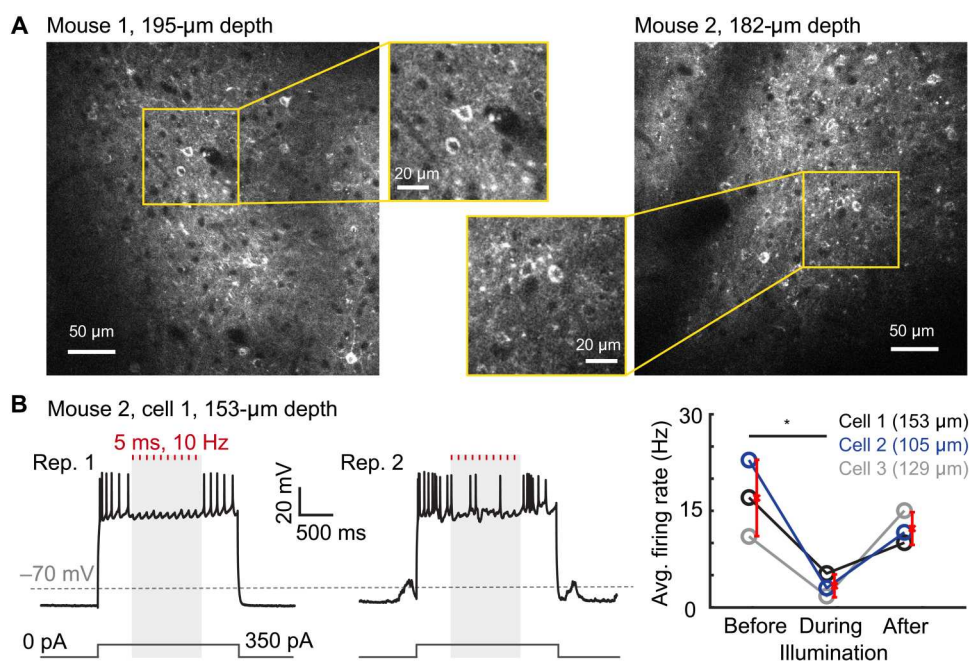 A Mouse 1, 195-µm depth
Mouse 2, 182-µm depth
20 µm
50 µm
20 µm
50 µm
B Mouse 2, cell 1, 153-µm depth
5 ms, 10 Hz
Rep. 1
Rep. 2
20 mV
500 ms
–70 mV
0 pA
350 pA
30
15
0
Avg. firing rate (Hz)
*
Cell 1 (153 µm)
Cell 2 (105 µm)
Cell 3 (129 µm)
Before During After
Illumination